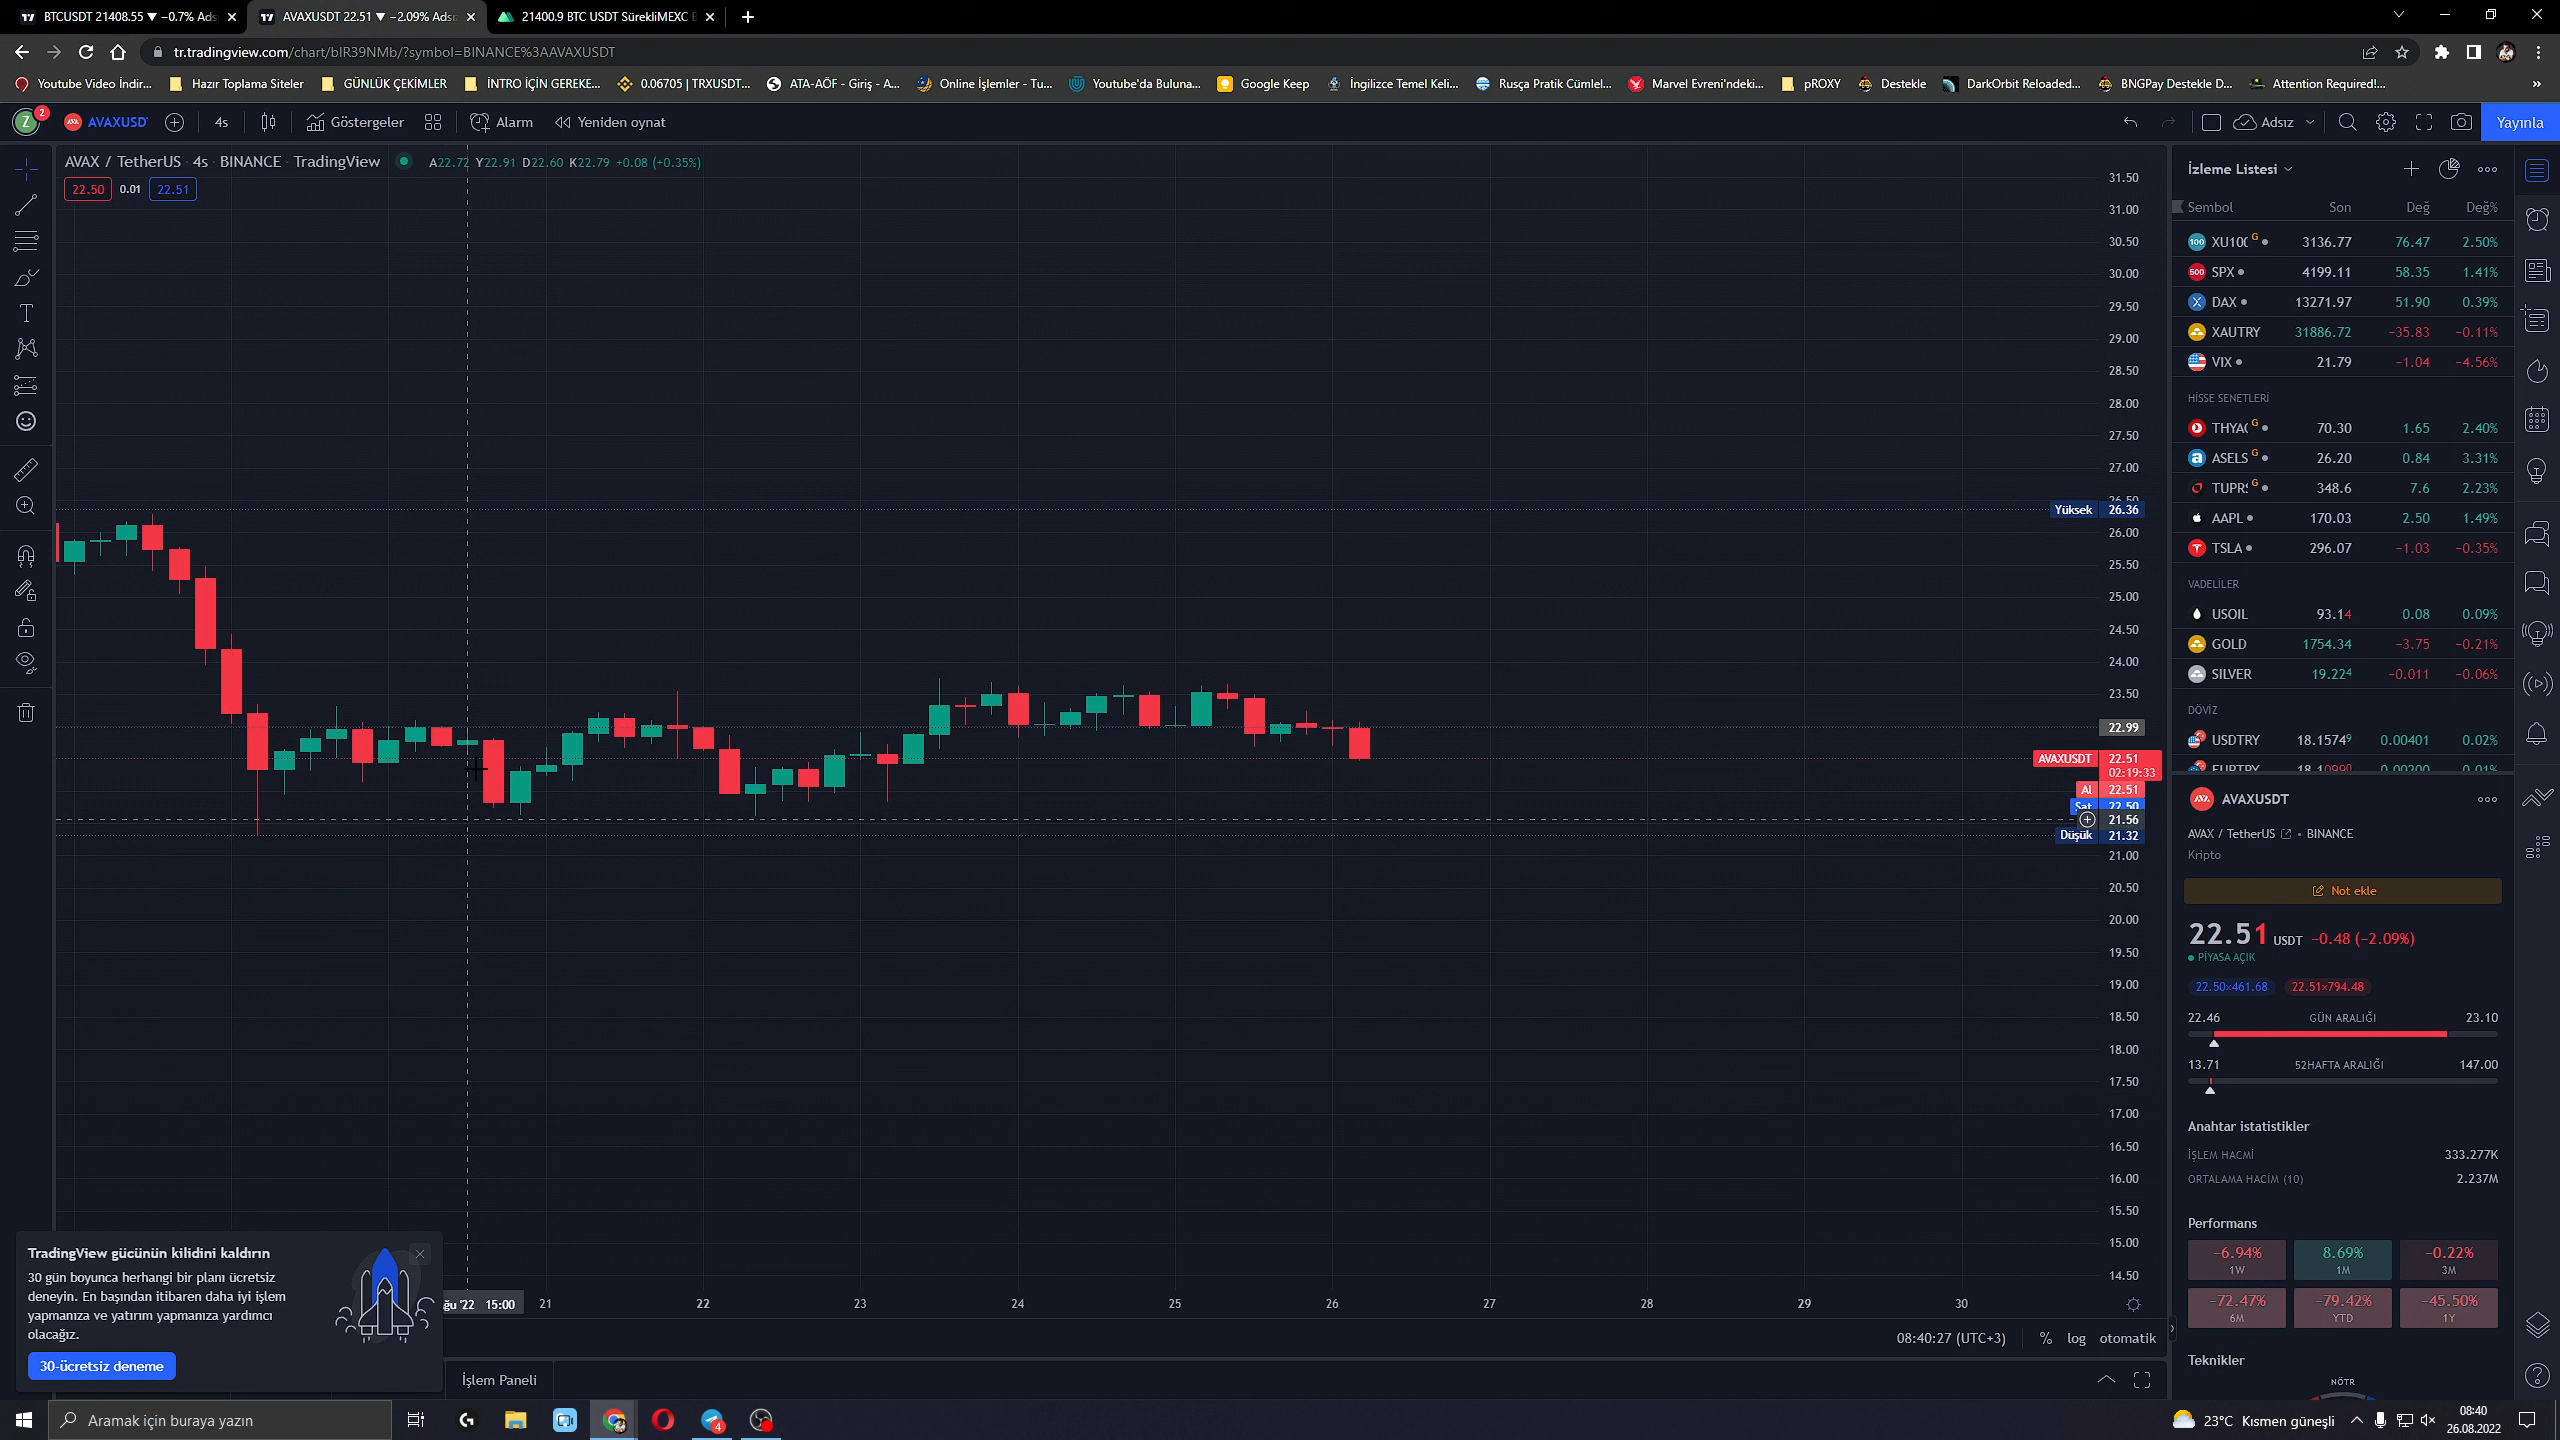 BTCUSDT 21408.55 ▼ −0.7% Ads
AVAXUSDT 22.51 ▼ −2.09% Ads
21400.9 BTC USDT SürekliMEXC
tr.tradingview.com/chart/bIR39NMb/?symbol=BINANCE%3AAVAXUSDT
Youtube Video İndir...
Hazır Toplama Siteler
GÜNLÜK ÇEKİMLER
İNTRO İÇİN GEREKE...
0.06705 | TRXUSDT...
ATA-AÖF - Giriş - A...
Online İşlemler - Tu...
Youtube'da Buluna...
Google Keep
İngilizce Temel Keli...
Rusça Pratik Cümlel...
Marvel Evreni'ndeki...
pROXY
Destekle
DarkOrbit Reloaded...
BNGPay Destekle D...
Attention Required!...
Z 2
AVAXUSD
4s
Göstergeler
Alarm
Yeniden oynat
Adsız
Yayınla
AVAX / TetherUS · 4s · BINANCE · TradingView
A22.72 Y22.91 D22.60 K22.79 +0.08 (+0.35%)
22.50 0.01 22.51
31.50
31.00
30.50
30.00
29.50
29.00
28.50
28.00
27.50
27.00
26.50
Yüksek 26.36
26.00
25.50
25.00
24.50
24.00
23.50
22.99
AVAXUSDT 22.51
02:19:33
Al 22.51
Sat 22.50
21.56
Düşük 21.32
21.00
20.50
20.00
19.50
19.00
18.50
18.00
17.50
17.00
16.50
16.00
15.50
15.00
14.50
ğu '22 15:00
21
22
23
24
25
26
27
28
29
30
08:40:27 (UTC+3)
%
log
otomatik
İşlem Paneli
TradingView gücünün kilidini kaldırın
30 gün boyunca herhangi bir planı ücretsiz
deneyin. En başından itibaren daha iyi işlem
yapmanıza ve yatırım yapmanıza yardımcı
olacağız.
30-ücretsiz deneme
İzleme Listesi
Sembol Son Değ Değ%
XU100 G 3136.77 76.47 2.50%
SPX 4199.11 58.35 1.41%
DAX 13271.97 51.90 0.39%
XAUTRY 31886.72 −35.83 −0.11%
VIX 21.79 −1.04 −4.56%
HİSSE SENETLERİ
THYAO G 70.30 1.65 2.40%
ASELS G 26.20 0.84 3.31%
TUPRS G 348.6 7.6 2.23%
AAPL 170.03 2.50 1.49%
TSLA 296.07 −1.03 −0.35%
VADELİLER
USOIL 93.14 0.08 0.09%
GOLD 1754.34 −3.75 −0.21%
SILVER 19.224 −0.011 −0.06%
DÖVİZ
USDTRY 18.15749 0.00401 0.02%
EURTRY 18.10990 0.00200 0.01%
AVAXUSDT
AVAX / TetherUS • BINANCE
Kripto
Not ekle
22.51 USDT −0.48 (−2.09%)
PİYASA AÇIK
22.50×461.68 22.51×794.48
22.46 GÜN ARALIĞI 23.10
13.71 52HAFTA ARALIĞI 147.00
Anahtar istatistikler
İŞLEM HACMİ 333.277K
ORTALAMA HACİM (10) 2.237M
Performans
−6.94% 8.69% −0.22%
1W 1M 3M
−72.47% −79.42% −45.50%
6M YTD 1Y
Teknikler
NÖTR
Aramak için buraya yazın
4
23°C Kısmen güneşli
08:40
26.08.2022